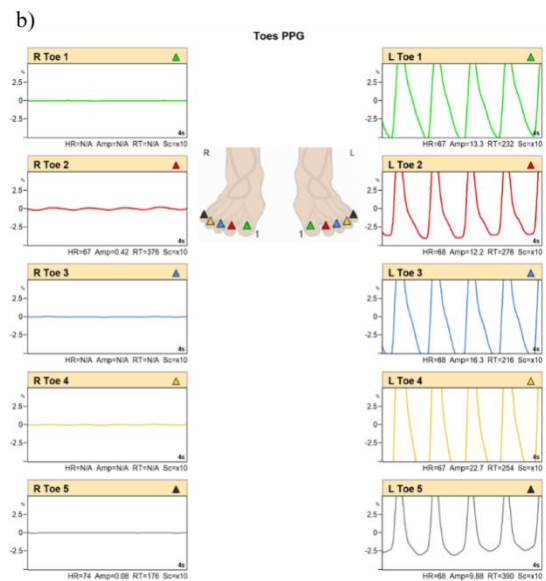 b)
Toes PPG
R Toe 1
%
2.5
0
-2.5
4s
HR=N/A Amp=N/A RT=N/A Sc=x10
R Toe 2
%
2.5
0
-2.5
4s
HR=67 Amp=0.42 RT=376 Sc=x10
R Toe 3
%
2.5
0
-2.5
4s
HR=N/A Amp=N/A RT=N/A Sc=x10
R Toe 4
%
2.5
0
-2.5
4s
HR=N/A Amp=N/A RT=N/A Sc=x10
R Toe 5
%
2.5
0
-2.5
4s
HR=74 Amp=0.08 RT=176 Sc=x10
R L
1 1
L Toe 1
%
2.5
0
-2.5
4s
HR=67 Amp=13.3 RT=232 Sc=x10
L Toe 2
%
2.5
0
-2.5
4s
HR=68 Amp=12.2 RT=276 Sc=x10
L Toe 3
%
2.5
0
-2.5
4s
HR=68 Amp=16.3 RT=216 Sc=x10
L Toe 4
%
2.5
0
-2.5
4s
HR=67 Amp=22.7 RT=254 Sc=x10
L Toe 5
%
2.5
0
-2.5
4s
HR=68 Amp=9.88 RT=390 Sc=x10